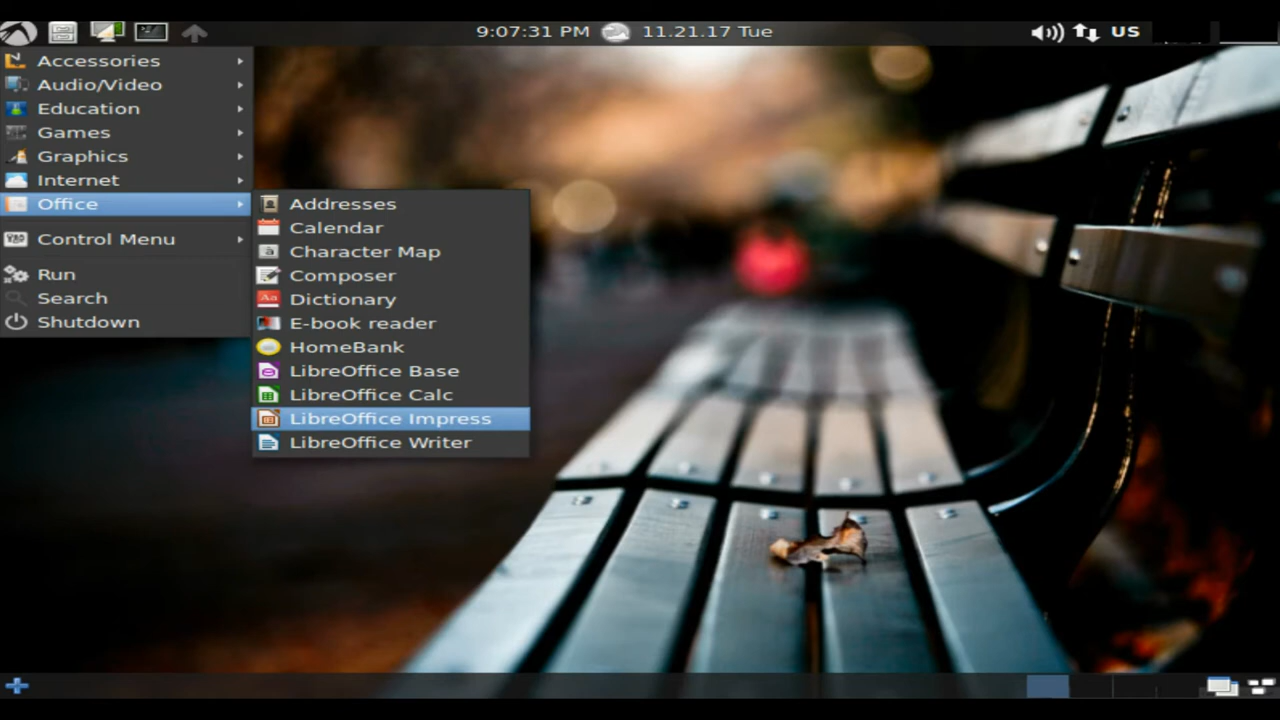 9:07:31 PM 11.21.17 Tue US
Accessories
Audio/Video
Education
Games
Graphics
Internet
Office
Control Menu
Run
Search
Shutdown
Addresses
Calendar
Character Map
Composer
Aa Dictionary
E-book reader
HomeBank
LibreOffice Base
LibreOffice Calc
LibreOffice Impress
LibreOffice Writer